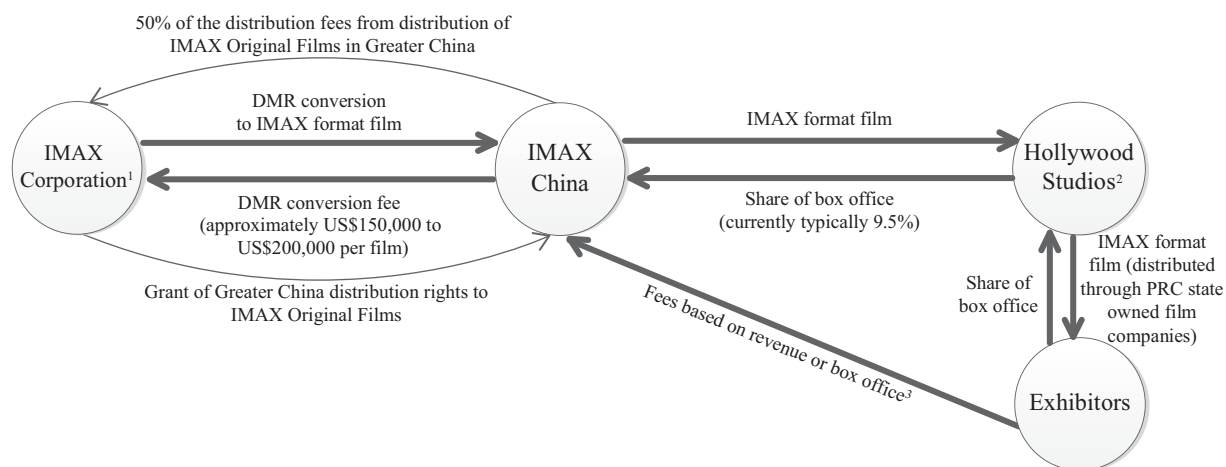 50% of the distribution fees from distribution of
IMAX Original Films in Greater China
DMR conversion
to IMAX format film
IMAX
Corporation1
DMR conversion fee
(approximately US$150,000 to
US$200,000 per film)
Grant of Greater China distribution rights to
IMAX Original Films
IMAX
China
IMAX format film
Share of box office
(currently typically 9.5%)
Hollywood
Studios2
Fees based on revenue or box office3
Share of
box office
IMAX format
film (distributed
through PRC state
owned film
companies)
Exhibitors